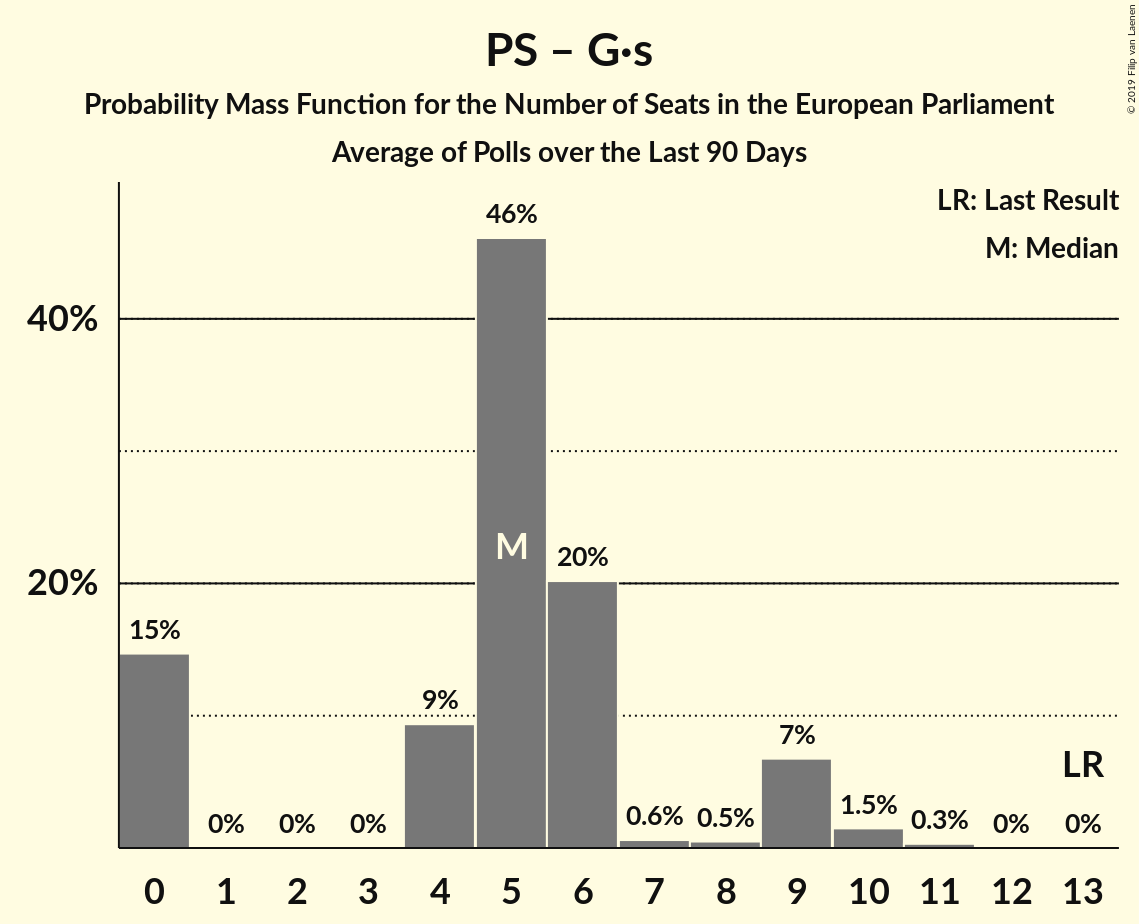 PS – G·s
Probability Mass Function for the Number of Seats in the European Parliament
Average of Polls over the Last 90 Days
© 2019 Filip van Laenen
LR: Last Result
M: Median
40%
20%
15%
0%
0%
0%
9%
46%
M
20%
0.6%
0.5%
7%
1.5%
0.3%
0%
LR
0%
0 1 2 3 4 5 6 7 8 9 10 11 12 13